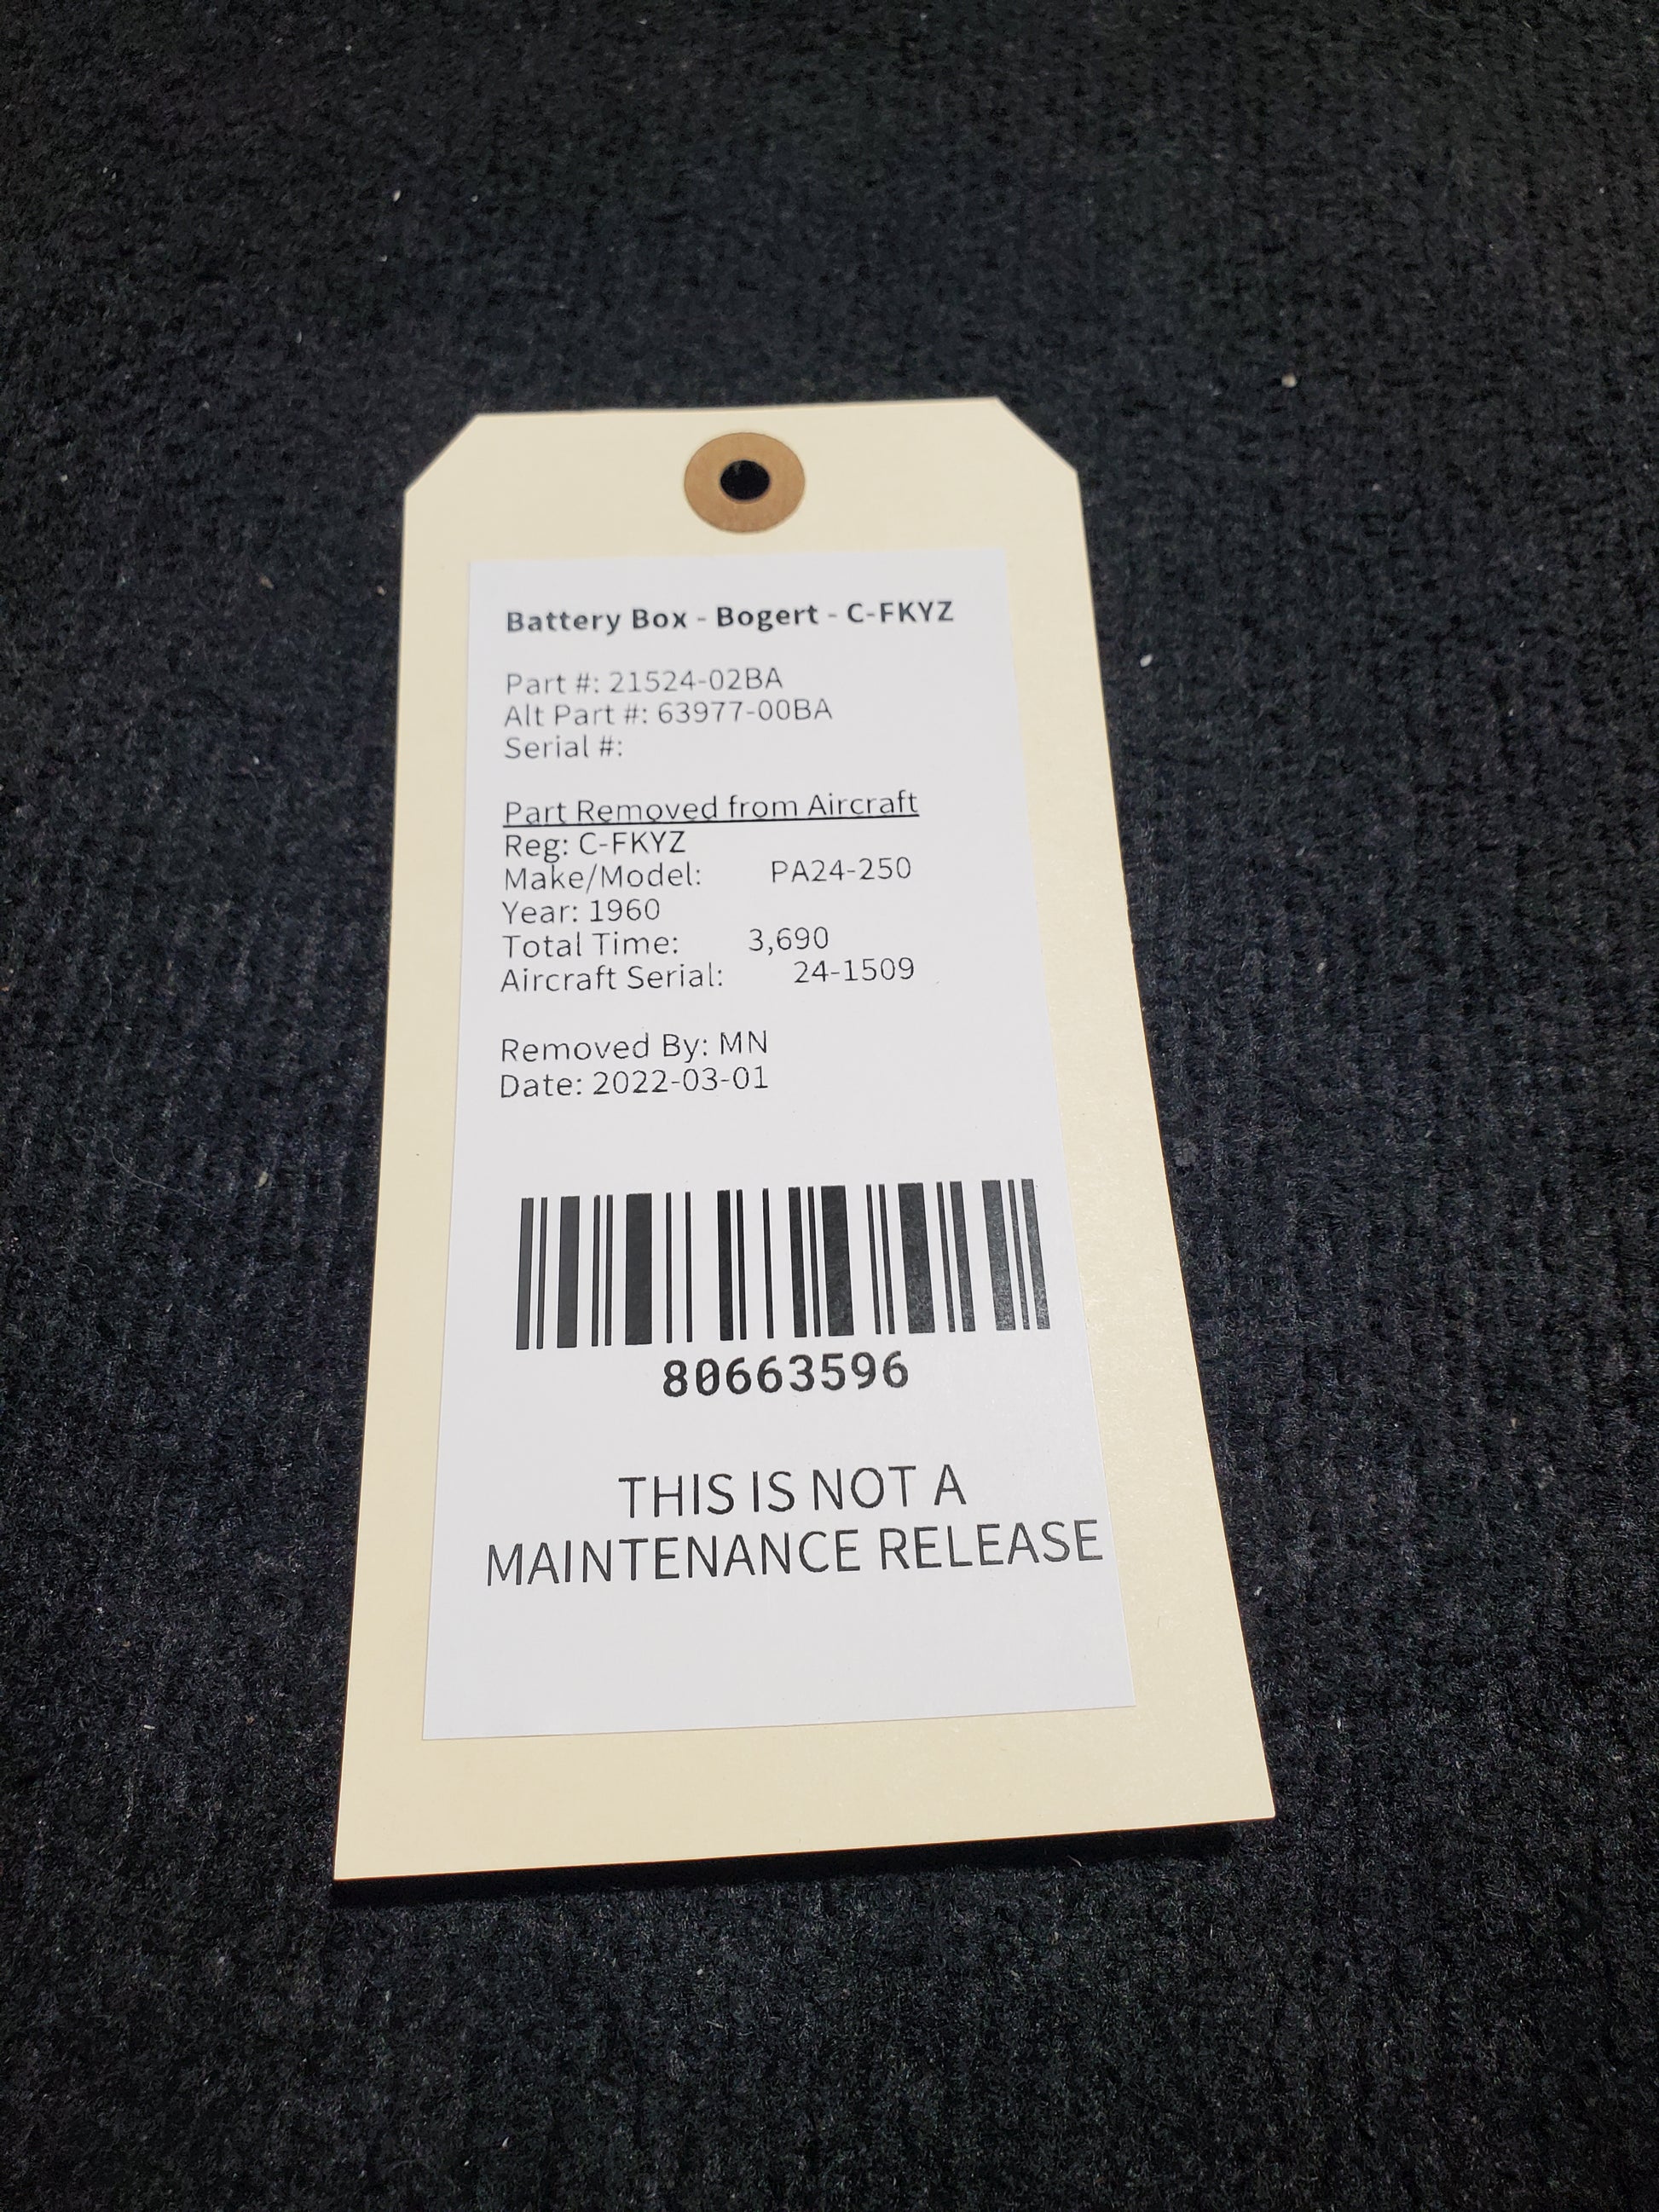 Battery Box - Bogert - C-FKYZ
Part #: 21524-02BA
Alt Part #: 63977-00BA
Serial #:
Part Removed from Aircraft
Reg: C-FKYZ
Make/Model: PA24-250
Year: 1960
Total Time: 3,690
Aircraft Serial: 24-1509
Removed By: MN
Date: 2022-03-01
80663596
THIS IS NOT A
MAINTENANCE RELEASE